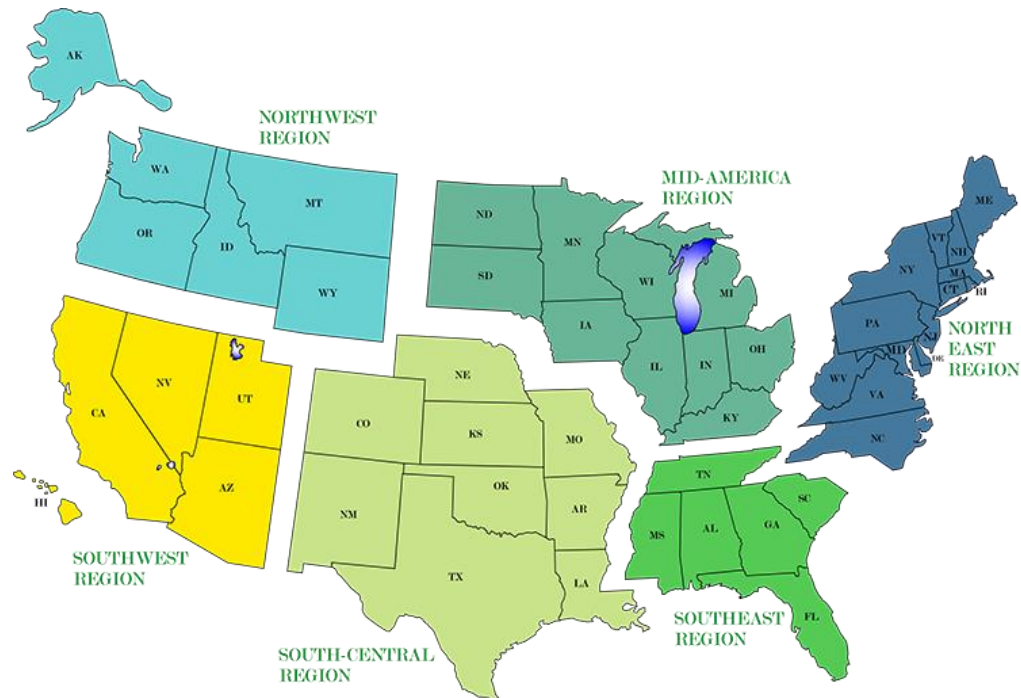 AK
NORTHWEST
REGION
WA
MT
OR
ID
WY
MID-AMERICA
REGION
ND
MN
SD
WI
MI
IA
IL
IN
OH
KY
ME
VT
NH
NY
MA
CT
RI
PA
NJ
MD
DE
WV
VA
NC
NORTH
EAST
REGION
CA
NV
UT
AZ
HI
SOUTHWEST
REGION
NE
CO
KS
MO
OK
NM
AR
TX
LA
SOUTH-CENTRAL
REGION
TN
SC
MS
AL
GA
FL
SOUTHEAST
REGION